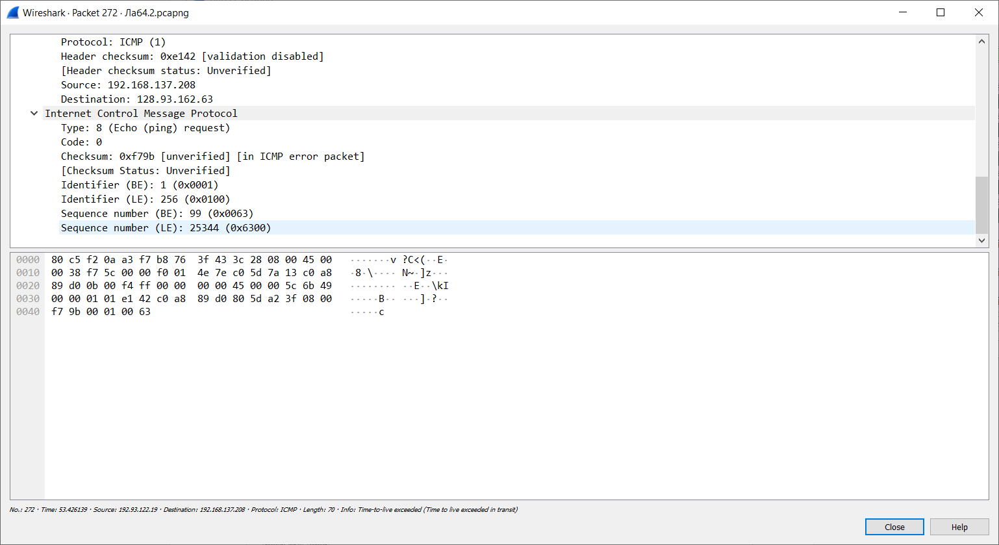 Wireshark · Packet 272 · Ла64.2.pcapng
Protocol: ICMP (1)
Header checksum: 0xe142 [validation disabled]
[Header checksum status: Unverified]
Source: 192.168.137.208
Destination: 128.93.162.63
Internet Control Message Protocol
Type: 8 (Echo (ping) request)
Code: 0
Checksum: 0xf79b [unverified] [in ICMP error packet]
[Checksum Status: Unverified]
Identifier (BE): 1 (0x0001)
Identifier (LE): 256 (0x0100)
Sequence number (BE): 99 (0x0063)
Sequence number (LE): 25344 (0x6300)
0000 80 c5 f2 0a a3 f7 b8 76 3f 43 3c 28 08 00 45 00 ·······v ?C<(··E·
0010 00 38 f7 5c 00 00 f0 01 4e 7e c0 5d 7a 13 c0 a8 ·8·\···· N~·]z···
0020 89 d0 0b 00 f4 ff 00 00 00 00 45 00 00 5c 6b 49 ········ ··E··\kI
0030 00 00 01 01 e1 42 c0 a8 89 d0 80 5d a2 3f 08 00 ·····B·· ···]·?··
0040 f7 9b 00 01 00 63 ·····c
No.: 272 · Time: 53.426139 · Source: 192.93.122.19 · Destination: 192.168.137.208 · Protocol: ICMP · Length: 70 · Info: Time-to-live exceeded (Time to live exceeded in transit)
Close Help